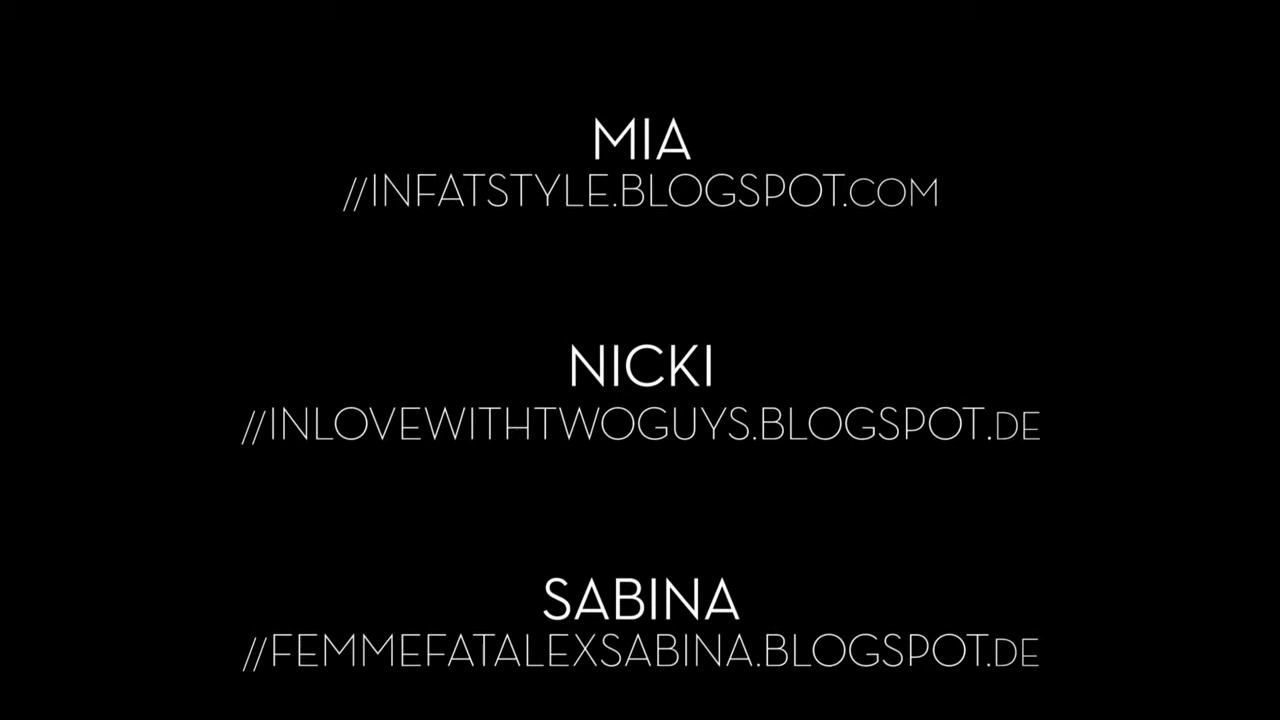 MIA
//INFATSTYLE.BLOGSPOT.COM
NICKI
//INLOVEWITHTWOGUYS.BLOGSPOT.DE
SABINA
//FEMMEFATALEXSABINA.BLOGSPOT.DE